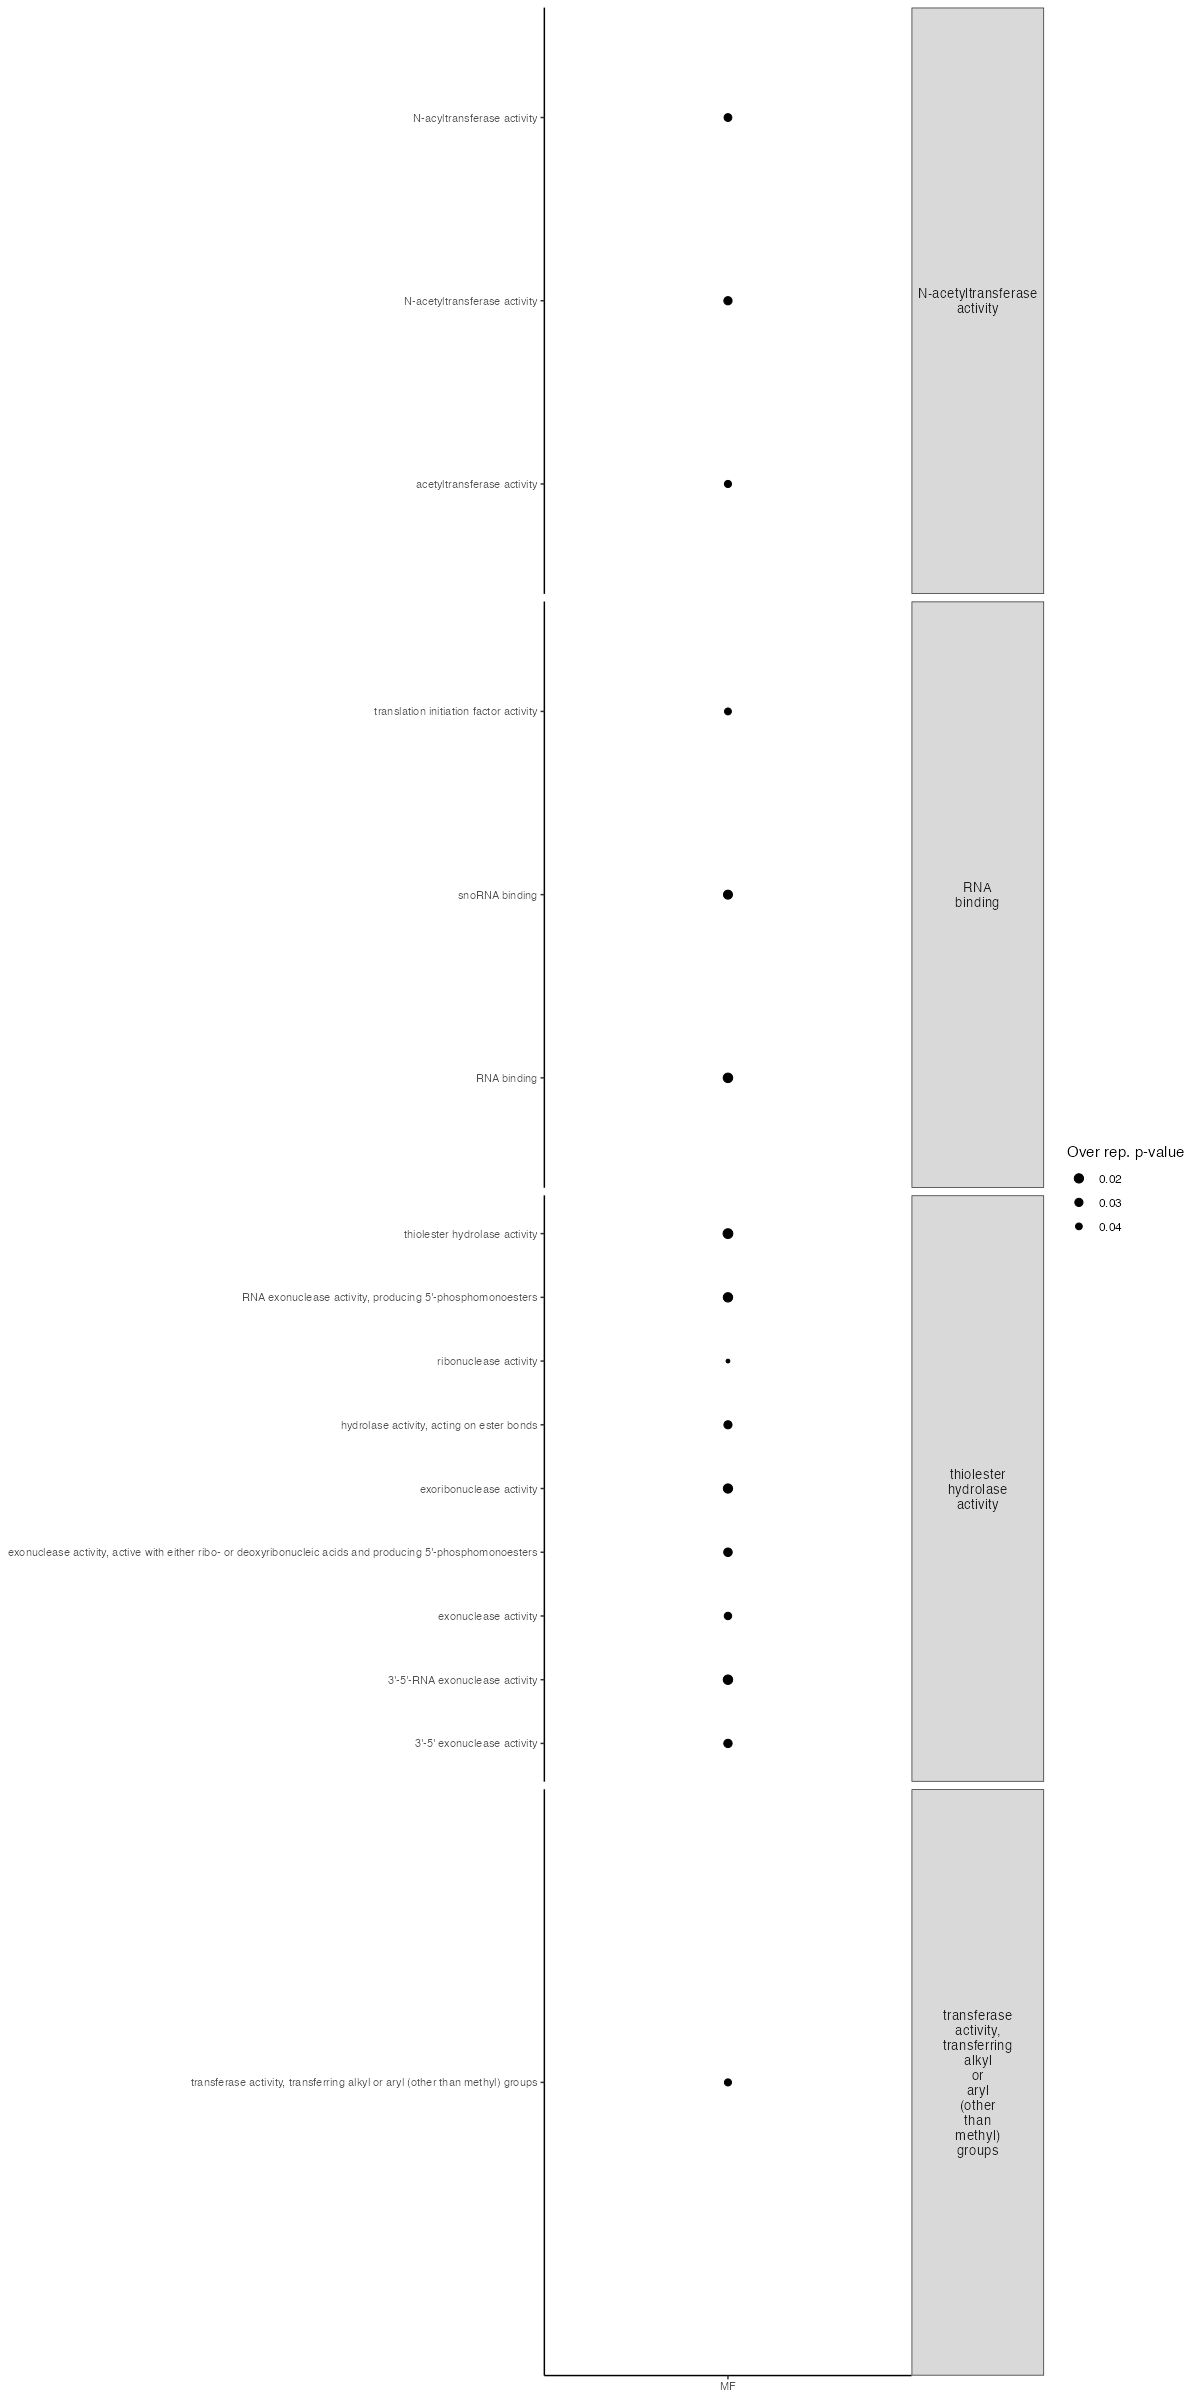 N-acyltransferase activity
N-acetyltransferase activity
acetyltransferase activity
N-acetyltransferase
activity
translation initiation factor activity
snoRNA binding
RNA binding
RNA
binding
thiolester hydrolase activity
RNA exonuclease activity, producing 5'-phosphomonoesters
ribonuclease activity
hydrolase activity, acting on ester bonds
exoribonuclease activity
exonuclease activity, active with either ribo- or deoxyribonucleic acids and producing 5'-phosphomonoesters
exonuclease activity
3'-5'-RNA exonuclease activity
3'-5' exonuclease activity
thiolester
hydrolase
activity
transferase activity, transferring alkyl or aryl (other than methyl) groups
transferase
activity,
transferring
alkyl
or
aryl
(other
than
methyl)
groups
MF
Over rep. p-value
0.02
0.03
0.04